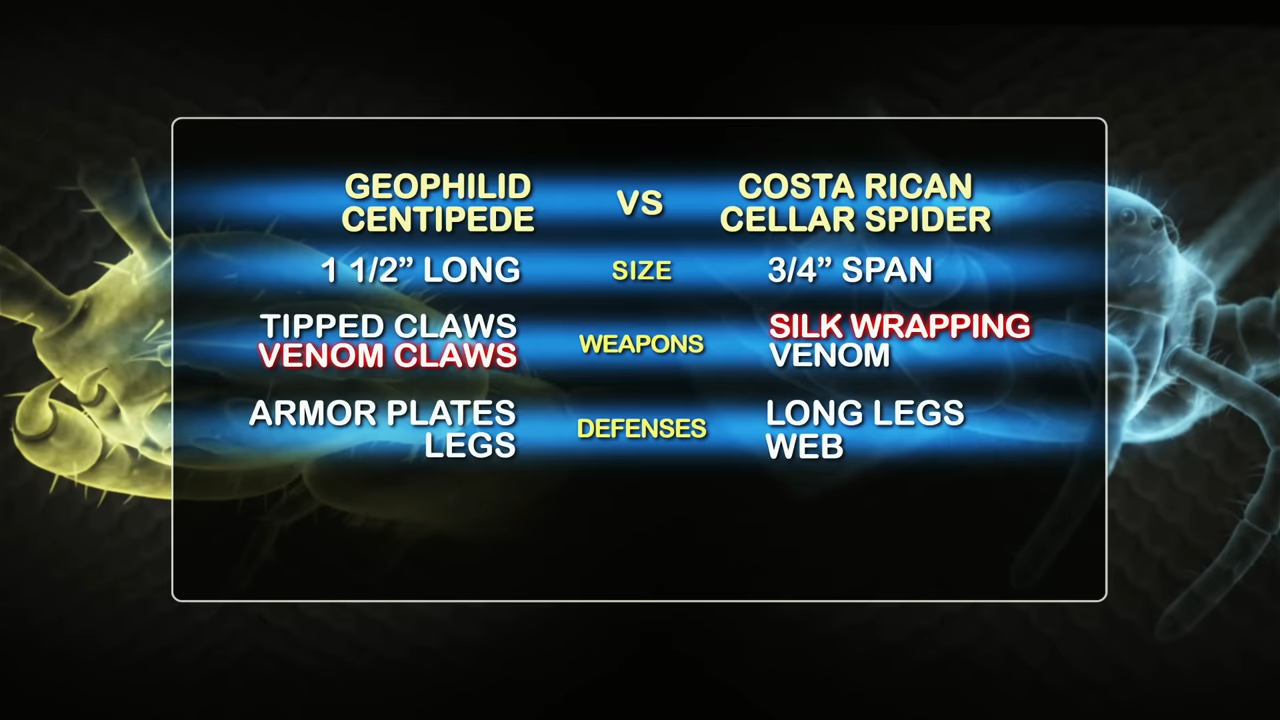 GEOPHILID
CENTIPEDE
VS
COSTA RICAN
CELLAR SPIDER
1 1/2” LONG
SIZE
3/4” SPAN
TIPPED CLAWS
VENOM CLAWS
WEAPONS
SILK WRAPPING
VENOM
ARMOR PLATES
LEGS
DEFENSES
LONG LEGS
WEB